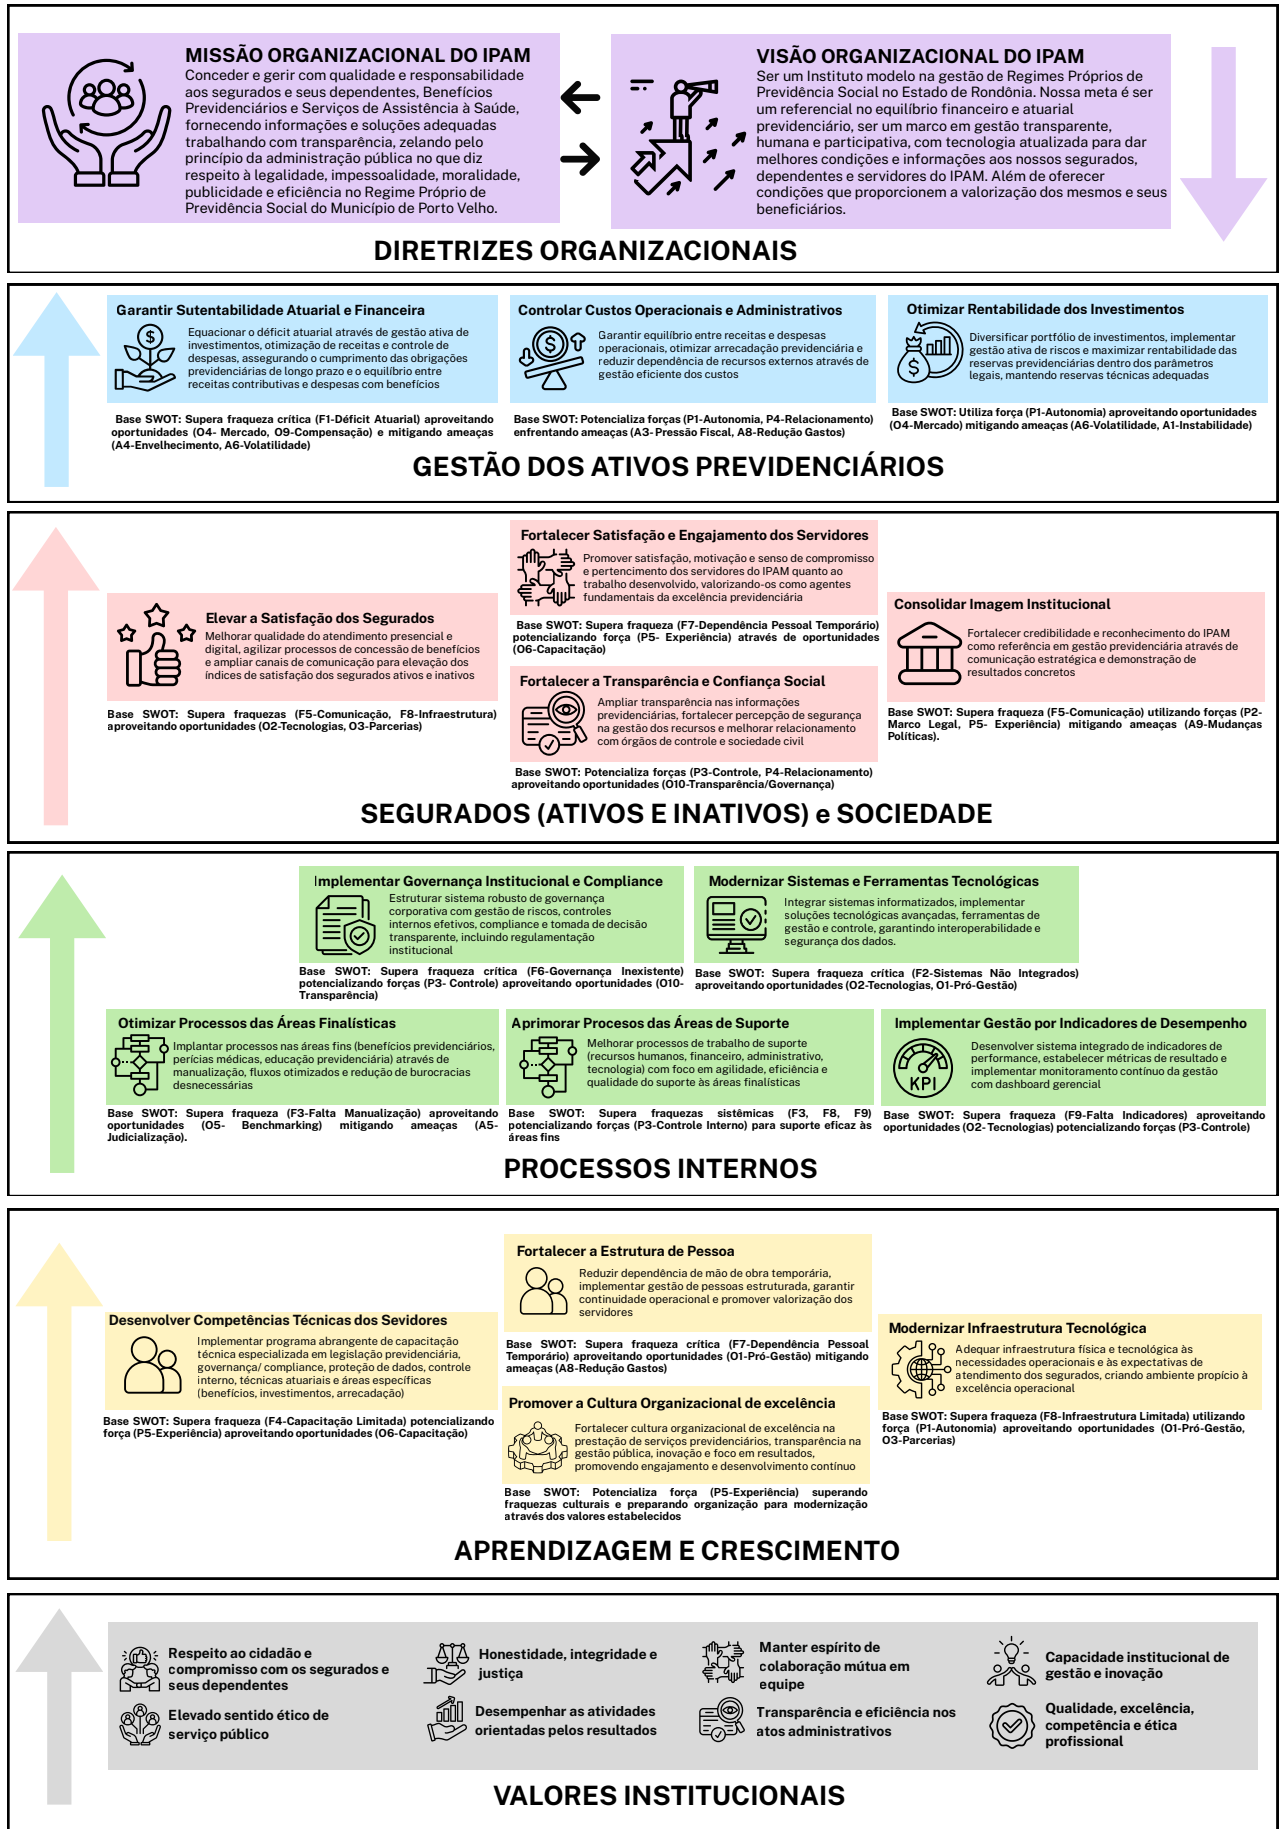 MISSÃO ORGANIZACIONAL DO IPAM
Conceder e gerir com qualidade e responsabilidade
aos segurados e seus dependentes, Benefícios
Previdenciários e Serviços de Assistência à Saúde,
fornecendo informações e soluções adequadas
trabalhando com transparência, zelando pelo
princípio da administração pública no que diz
respeito à legalidade, impessoalidade, moralidade,
publicidade e eficiência no Regime Próprio de
Previdência Social do Município de Porto Velho.
VISÃO ORGANIZACIONAL DO IPAM
Ser um Instituto modelo na gestão de Regimes Próprios de
Previdência Social no Estado de Rondônia. Nossa meta é ser
um referencial no equilíbrio financeiro e atuarial
previdenciário, ser um marco em gestão transparente,
humana e participativa, com tecnologia atualizada para dar
melhores condições e informações aos nossos segurados,
dependentes e servidores do IPAM. Além de oferecer
condições que proporcionem a valorização dos mesmos e seus
beneficiários.
DIRETRIZES ORGANIZACIONAIS
Garantir Sutentabilidade Atuarial e Financeira
Equacionar o déficit atuarial através de gestão ativa de
investimentos, otimização de receitas e controle de
despesas, assegurando o cumprimento das obrigações
previdenciárias de longo prazo e o equilíbrio entre
receitas contributivas e despesas com benefícios
Base SWOT: Supera fraqueza crítica (F1-Déficit Atuarial) aproveitando
oportunidades (O4- Mercado, O9-Compensação) e mitigando ameaças
(A4-Envelhecimento, A6-Volatilidade)
Controlar Custos Operacionais e Administrativos
Garantir equilíbrio entre receitas e despesas
operacionais, otimizar arrecadação previdenciária e
reduzir dependência de recursos externos através de
gestão eficiente dos custos
Base SWOT: Potencializa forças (P1-Autonomia, P4-Relacionamento)
enfrentando ameaças (A3- Pressão Fiscal, A8-Redução Gastos)
Otimizar Rentabilidade dos Investimentos
Diversificar portfólio de investimentos, implementar
gestão ativa de riscos e maximizar rentabilidade das
reservas previdenciárias dentro dos parâmetros
legais, mantendo reservas técnicas adequadas
Base SWOT: Utiliza força (P1-Autonomia) aproveitando oportunidades
(O4-Mercado) mitigando ameaças (A6-Volatilidade, A1-Instabilidade)
GESTÃO DOS ATIVOS PREVIDENCIÁRIOS
Elevar a Satisfação dos Segurados
Melhorar qualidade do atendimento presencial e
digital, agilizar processos de concessão de benefícios
e ampliar canais de comunicação para elevação dos
índices de satisfação dos segurados ativos e inativos
Base SWOT: Supera fraquezas (F5-Comunicação, F8-Infraestrutura)
aproveitando oportunidades (O2-Tecnologias, O3-Parcerias)
Fortalecer Satisfação e Engajamento dos Servidores
Promover satisfação, motivação e senso de compromisso
e pertencimento dos servidores do IPAM quanto ao
trabalho desenvolvido, valorizando-os como agentes
fundamentais da excelência previdenciária
Base SWOT: Supera fraqueza (F7-Dependência Pessoal Temporário)
potencializando força (P5- Experiência) através de oportunidades
(O6-Capacitação)
Fortalecer a Transparência e Confiança Social
Ampliar transparência nas informações
previdenciárias, fortalecer percepção de segurança
na gestão dos recursos e melhorar relacionamento
com órgãos de controle e sociedade civil
Base SWOT: Potencializa forças (P3-Controle, P4-Relacionamento)
aproveitando oportunidades (O10-Transparência/Governança)
Consolidar Imagem Institucional
Fortalecer credibilidade e reconhecimento do IPAM
como referência em gestão previdenciária através de
comunicação estratégica e demonstração de
resultados concretos
Base SWOT: Supera fraqueza (F5-Comunicação) utilizando forças (P2-
Marco Legal, P5- Experiência) mitigando ameaças (A9-Mudanças
Políticas).
SEGURADOS (ATIVOS E INATIVOS) e SOCIEDADE
Implementar Governança Institucional e Compliance
Estruturar sistema robusto de governança
corporativa com gestão de riscos, controles
internos efetivos, compliance e tomada de decisão
transparente, incluindo regulamentação
institucional
Base SWOT: Supera fraqueza crítica (F6-Governança Inexistente)
potencializando forças (P3- Controle) aproveitando oportunidades (O10-
Transparência)
Modernizar Sistemas e Ferramentas Tecnológicas
Integrar sistemas informatizados, implementar
soluções tecnológicas avançadas, ferramentas de
gestão e controle, garantindo interoperabilidade e
segurança dos dados.
Base SWOT: Supera fraqueza crítica (F2-Sistemas Não Integrados)
aproveitando oportunidades (O2-Tecnologias, O1-Pró-Gestão)
Otimizar Processos das Áreas Finalísticas
Implantar processos nas áreas fins (benefícios previdenciários,
perícias médicas, educação previdenciária) através de
manualização, fluxos otimizados e redução de burocracias
desnecessárias
Base SWOT: Supera fraqueza (F3-Falta Manualização) aproveitando
oportunidades (O5- Benchmarking) mitigando ameaças (A5-
Judicialização).
Aprimorar Procesos das Áreas de Suporte
Melhorar processos de trabalho de suporte
(recursos humanos, financeiro, administrativo,
tecnologia) com foco em agilidade, eficiência e
qualidade do suporte às áreas finalísticas
Base SWOT: Supera fraquezas sistêmicas (F3, F8, F9)
potencializando forças (P3-Controle Interno) para suporte eficaz às
áreas fins
Implementar Gestão por Indicadores de Desempenho
KPI
Desenvolver sistema integrado de indicadores de
performance, estabelecer métricas de resultado e
implementar monitoramento contínuo da gestão
com dashboard gerencial
Base SWOT: Supera fraqueza (F9-Falta Indicadores) aproveitando
oportunidades (O2- Tecnologias) potencializando forças (P3-Controle)
PROCESSOS INTERNOS
Desenvolver Competências Técnicas dos Sevidores
Implementar programa abrangente de capacitação
técnica especializada em legislação previdenciária,
governança/ compliance, proteção de dados, controle
interno, técnicas atuariais e áreas específicas
(benefícios, investimentos, arrecadação)
Base SWOT: Supera fraqueza (F4-Capacitação Limitada) potencializando
força (P5-Experiência) aproveitando oportunidades (O6-Capacitação)
Fortalecer a Estrutura de Pessoa
Reduzir dependência de mão de obra temporária,
implementar gestão de pessoas estruturada, garantir
continuidade operacional e promover valorização dos
servidores
Base SWOT: Supera fraqueza crítica (F7-Dependência Pessoal
Temporário) aproveitando oportunidades (O1-Pró-Gestão) mitigando
ameaças (A8-Redução Gastos)
Promover a Cultura Organizacional de excelência
Fortalecer cultura organizacional de excelência na
prestação de serviços previdenciários, transparência na
gestão pública, inovação e foco em resultados,
promovendo engajamento e desenvolvimento contínuo
Base SWOT: Potencializa força (P5-Experiência) superando
fraquezas culturais e preparando organização para modernização
através dos valores estabelecidos
Modernizar Infraestrutura Tecnológica
Adequar infraestrutura física e tecnológica às
necessidades operacionais e às expectativas de
atendimento dos segurados, criando ambiente propício à
excelência operacional
Base SWOT: Supera fraqueza (F8-Infraestrutura Limitada) utilizando
força (P1-Autonomia) aproveitando oportunidades (O1-Pró-Gestão,
O3-Parcerias)
APRENDIZAGEM E CRESCIMENTO
Respeito ao cidadão e
compromisso com os segurados e
seus dependentes
Honestidade, integridade e
justiça
Manter espírito de
colaboração mútua em
equipe
Capacidade institucional de
gestão e inovação
Elevado sentido ético de
serviço público
Desempenhar as atividades
orientadas pelos resultados
Transparência e eficiência nos
atos administrativos
Qualidade, excelência,
competência e ética
profissional
VALORES INSTITUCIONAIS